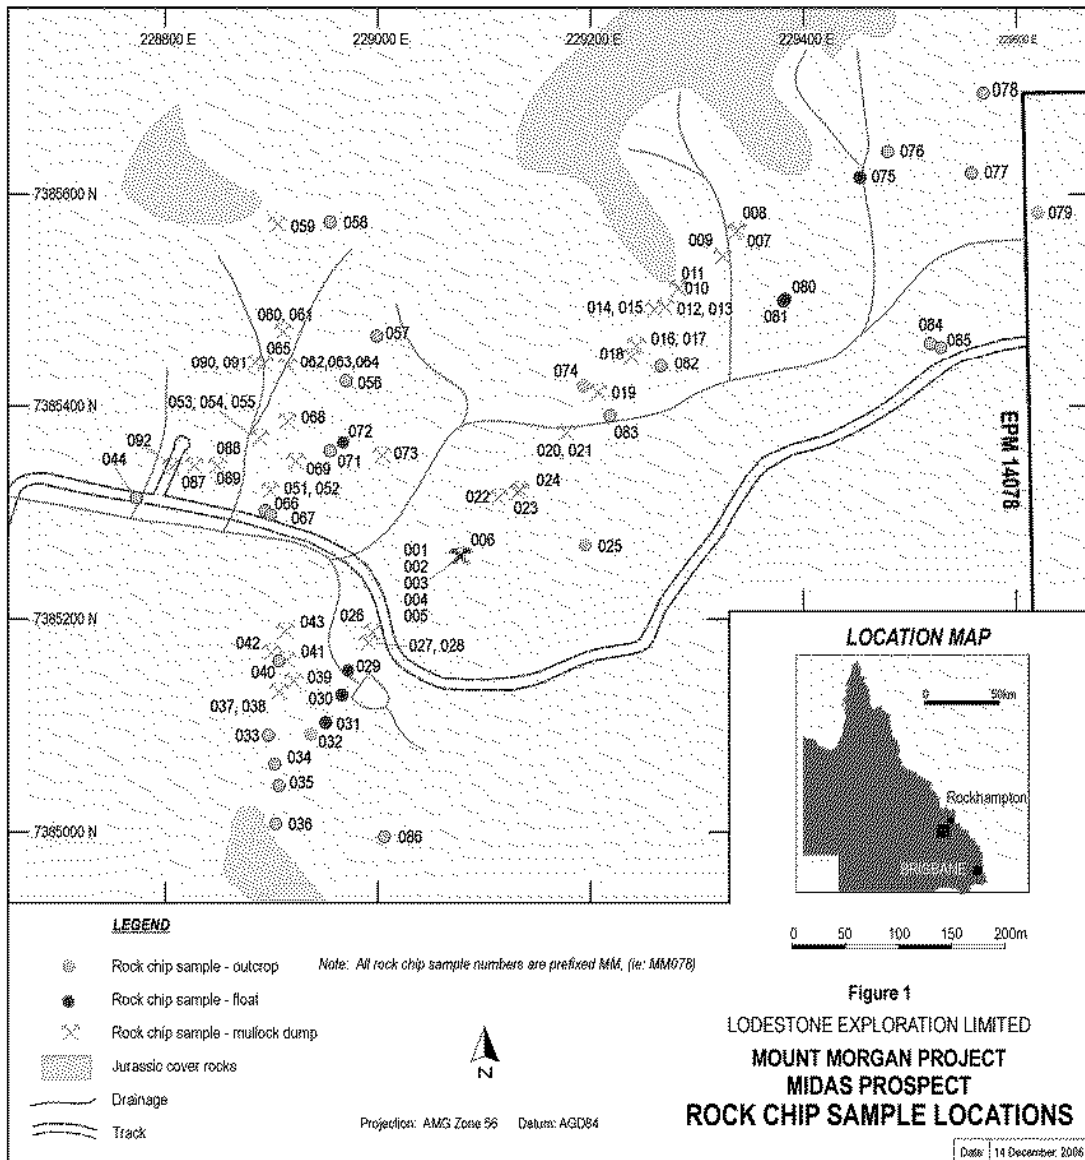 228800 E
229000 E
229200 E
229400 E
229600 E
078
076
075
077
7385600 N
008
059
058
009
007
079
011
010
080
060, 061
014, 015
012, 013
081
065
057
016, 017
084
090, 091
062, 063, 064
018
082
085
056
074
053, 054, 055
019
7385400 N
068
083
092
088
072
044
071
073
020, 021
087
089
069
EPM 14078
051, 052
024
066
022
067
023
001
006
002
025
003
004
005
7385200 N
043
026
042
041
027, 028
040
039
029
030
037, 038
031
033
032
034
035
7385000 N
036
086
LOCATION MAP
0 50km
Rockhampton
BRISBANE
0 50 100 150 200m
LEGEND
Rock chip sample - outcrop
Note: All rock chip sample numbers are prefixed MM, (ie: MM078)
Rock chip sample - float
Rock chip sample - mullock dump
Jurassic cover rocks
Drainage
Track
N
Projection: AMG Zone 56 Datum: AGD84
Figure 1
LODESTONE EXPLORATION LIMITED
MOUNT MORGAN PROJECT
MIDAS PROSPECT
ROCK CHIP SAMPLE LOCATIONS
Date: 14 December, 2006